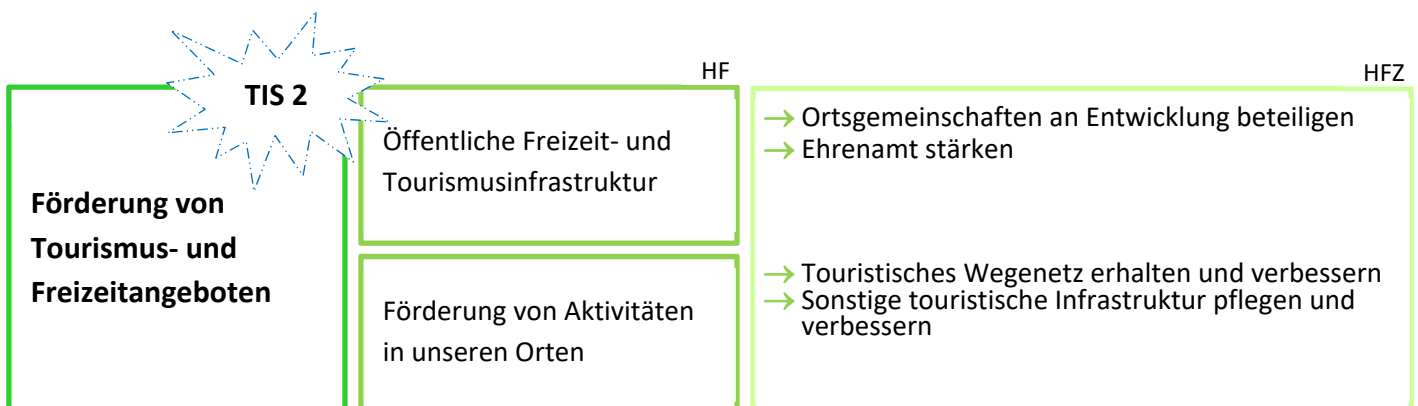 TIS 2
HF
HFZ
Förderung von
Tourismus- und
Freizeitangeboten
Öffentliche Freizeit- und
Tourismusinfrastruktur
Förderung von Aktivitäten
in unseren Orten
→ Ortsgemeinschaften an Entwicklung beteiligen
→ Ehrenamt stärken
→ Touristisches Wegenetz erhalten und verbessern
→ Sonstige touristische Infrastruktur pflegen und
verbessern